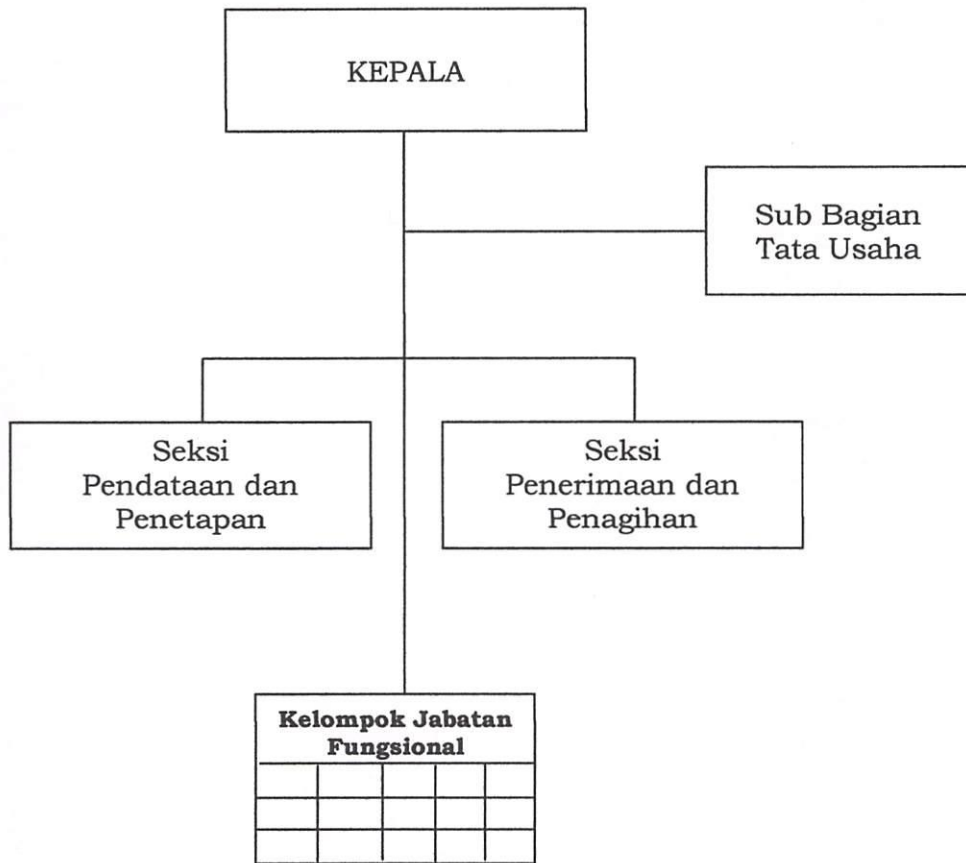 KEPALA
Sub Bagian
Tata Usaha
Seksi
Pendataan dan
Penetapan
Seksi
Penerimaan dan
Penagihan
Kelompok Jabatan
Fungsional